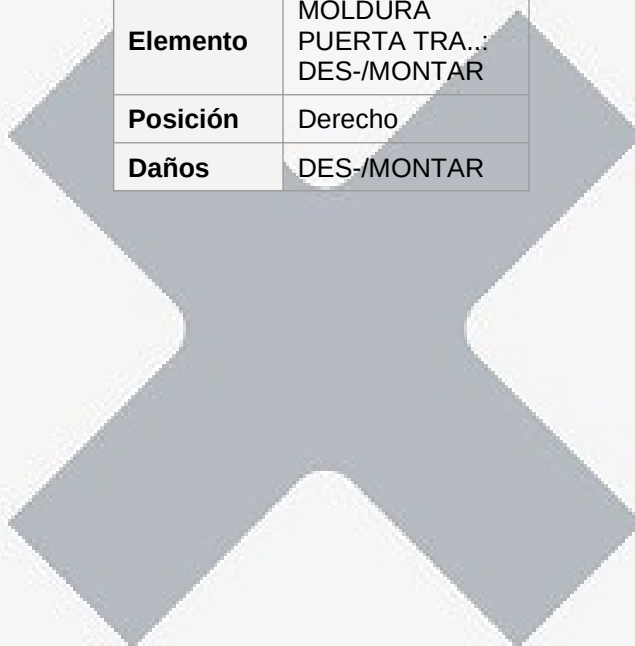 Elemento
MOLDURA
PUERTA TRA..:
DES-/MONTAR
Posición Derecho
Daños DES-/MONTAR